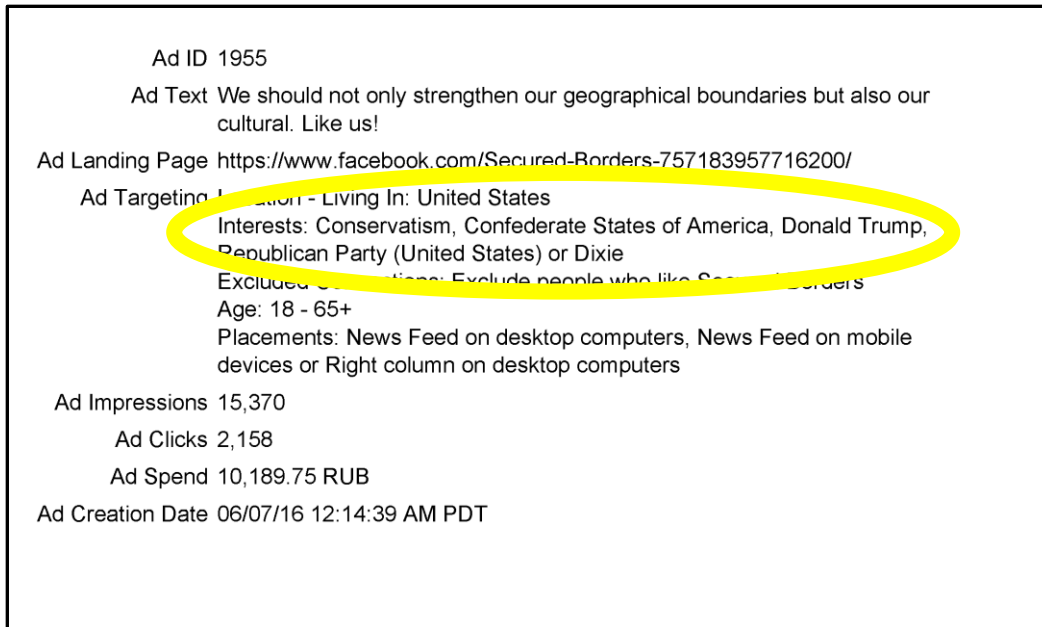 Ad ID 1955
Ad Text We should not only strengthen our geographical boundaries but also our
cultural. Like us!
Ad Landing Page https://www.facebook.com/Secured-Borders-757183957716200/
Ad Targeting Location - Living In: United States
Interests: Conservatism, Confederate States of America, Donald Trump,
Republican Party (United States) or Dixie
Excluded Exclude people who like Borders
Age: 18 - 65+
Placements: News Feed on desktop computers, News Feed on mobile
devices or Right column on desktop computers
Ad Impressions 15,370
Ad Clicks 2,158
Ad Spend 10,189.75 RUB
Ad Creation Date 06/07/16 12:14:39 AM PDT